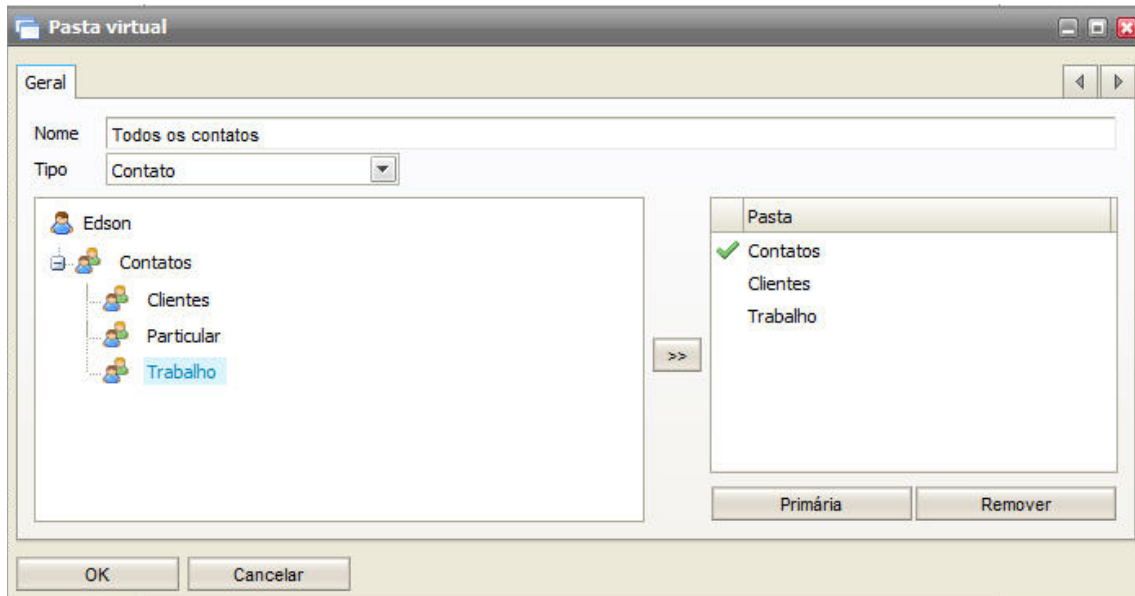 Pasta virtual
Geral
Nome Todos os contatos
Tipo Contato
Edson
Contatos
Clientes
Particular
Trabalho
>>
Pasta
Contatos
Clientes
Trabalho
Primária Remover
OK Cancelar